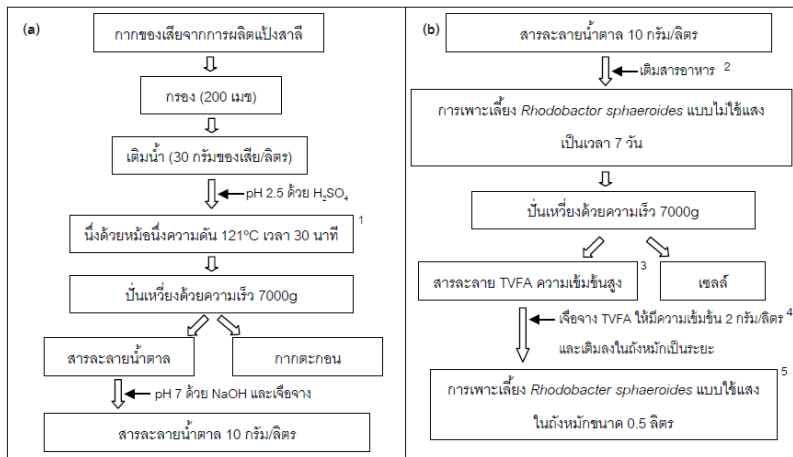 (a)
กากของเสียจากการผลิตแป้งสาลี
กรอง (200 เมช)
เติมน้ำ (30 กรัมของเสีย/ลิตร)
pH 2.5 ด้วย H₂SO₄
นึ่งด้วยหม้อนึ่งความดัน 121ºC เวลา 30 นาที 1
ปั่นเหวี่ยงด้วยความเร็ว 7000g
สารละลายน้ำตาล
กากตะกอน
pH 7 ด้วย NaOH และเจือจาง
สารละลายน้ำตาล 10 กรัม/ลิตร
(b)
สารละลายน้ำตาล 10 กรัม/ลิตร
เติมสารอาหาร 2
การเพาะเลี้ยง Rhodobactor sphaeroides แบบไม่ใช้แสง
เป็นเวลา 7 วัน
ปั่นเหวี่ยงด้วยความเร็ว 7000g
สารละลาย TVFA ความเข้มข้นสูง 3
เซลล์
เจือจาง TVFA ให้มีความเข้มข้น 2 กรัม/ลิตร 4
และเติมลงในถังหมักเป็นระยะ
การเพาะเลี้ยง Rhodobacter sphaeroides แบบใช้แสง 5
ในถังหมักขนาด 0.5 ลิตร